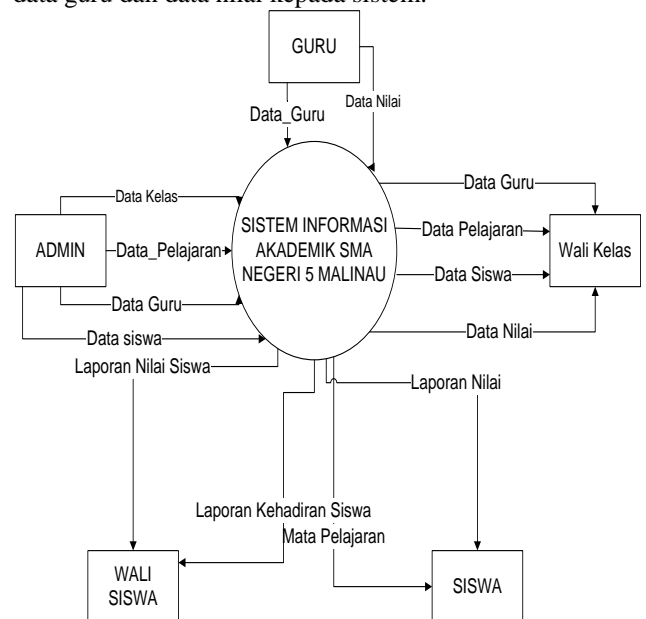 data guru dan data nilai kepada sistem.
GURU
Data Nilai
Data_Guru
Data Kelas
Data Guru
SISTEM INFORMASI
AKADEMIK SMA
NEGERI 5 MALINAU
ADMIN
Data_Pelajaran
Data Pelajaran
Wali Kelas
Data Siswa
Data Guru
Data Nilai
Data siswa
Laporan Nilai Siswa
Laporan Nilai
Laporan Kehadiran Siswa
Mata Pelajaran
WALI
SISWA
SISWA